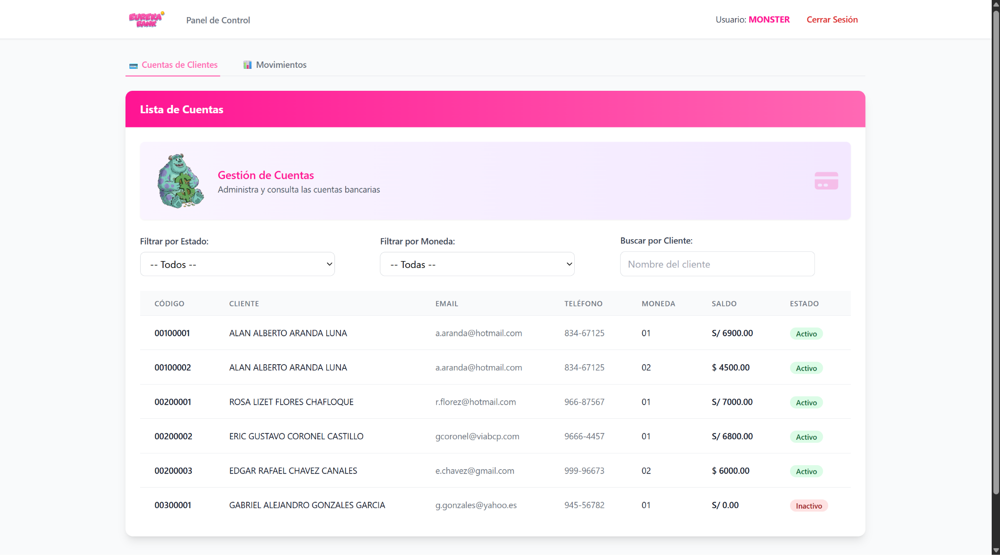 EUREKA
BANK
Panel de Control
Usuario: MONSTER
Cerrar Sesión
Cuentas de Clientes
Movimientos
Lista de Cuentas
Gestión de Cuentas
Administra y consulta las cuentas bancarias
Filtrar por Estado:
Filtrar por Moneda:
Buscar por Cliente:
-- Todos --
-- Todas --
Nombre del cliente
CÓDIGO CLIENTE EMAIL TELÉFONO MONEDA SALDO ESTADO
00100001 ALAN ALBERTO ARANDA LUNA a.aranda@hotmail.com 834-67125 01 S/ 6900.00 Activo
00100002 ALAN ALBERTO ARANDA LUNA a.aranda@hotmail.com 834-67125 02 $ 4500.00 Activo
00200001 ROSA LIZET FLORES CHAFLOQUE r.florez@hotmail.com 966-87567 01 S/ 7000.00 Activo
00200002 ERIC GUSTAVO CORONEL CASTILLO gcoronel@viabcp.com 9666-4457 01 S/ 6800.00 Activo
00200003 EDGAR RAFAEL CHAVEZ CANALES e.chavez@gmail.com 999-96673 02 $ 6000.00 Activo
00300001 GABRIEL ALEJANDRO GONZALES GARCIA g.gonzales@yahoo.es 945-56782 01 S/ 0.00 Inactivo